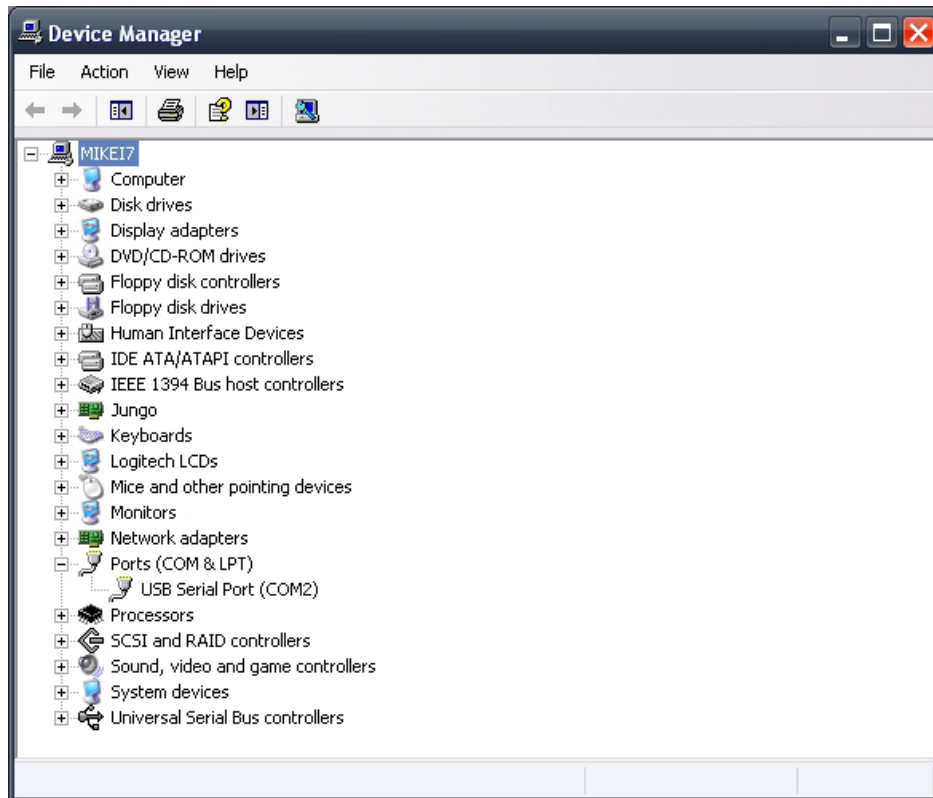 Device Manager
File Action View Help
MIKEI7
Computer
Disk drives
Display adapters
DVD/CD-ROM drives
Floppy disk controllers
Floppy disk drives
Human Interface Devices
IDE ATA/ATAPI controllers
IEEE 1394 Bus host controllers
Jungo
Keyboards
Logitech LCDs
Mice and other pointing devices
Monitors
Network adapters
Ports (COM & LPT)
USB Serial Port (COM2)
Processors
SCSI and RAID controllers
Sound, video and game controllers
System devices
Universal Serial Bus controllers